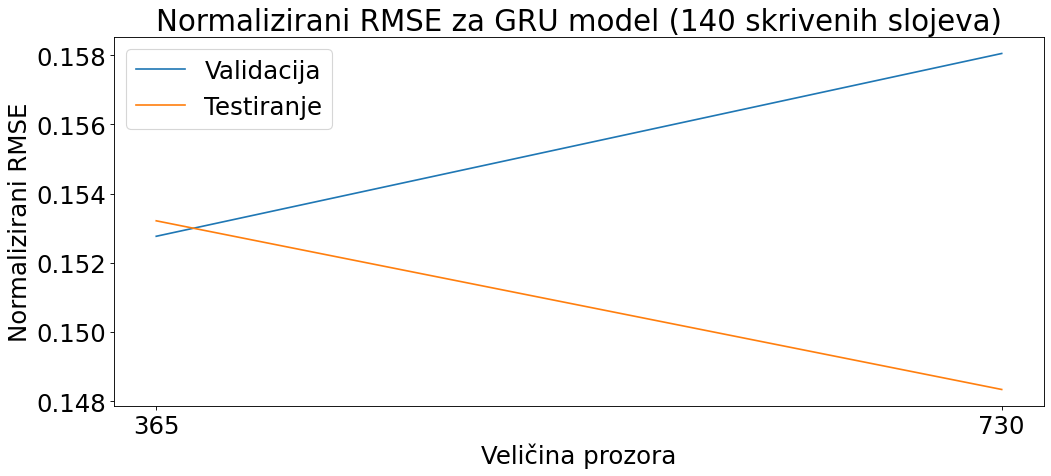 Normalizirani RMSE za GRU model (140 skrivenih slojeva)
Validacija
Testiranje
Normalizirani RMSE
0.158
0.156
0.154
0.152
0.150
0.148
365
730
Veličina prozora